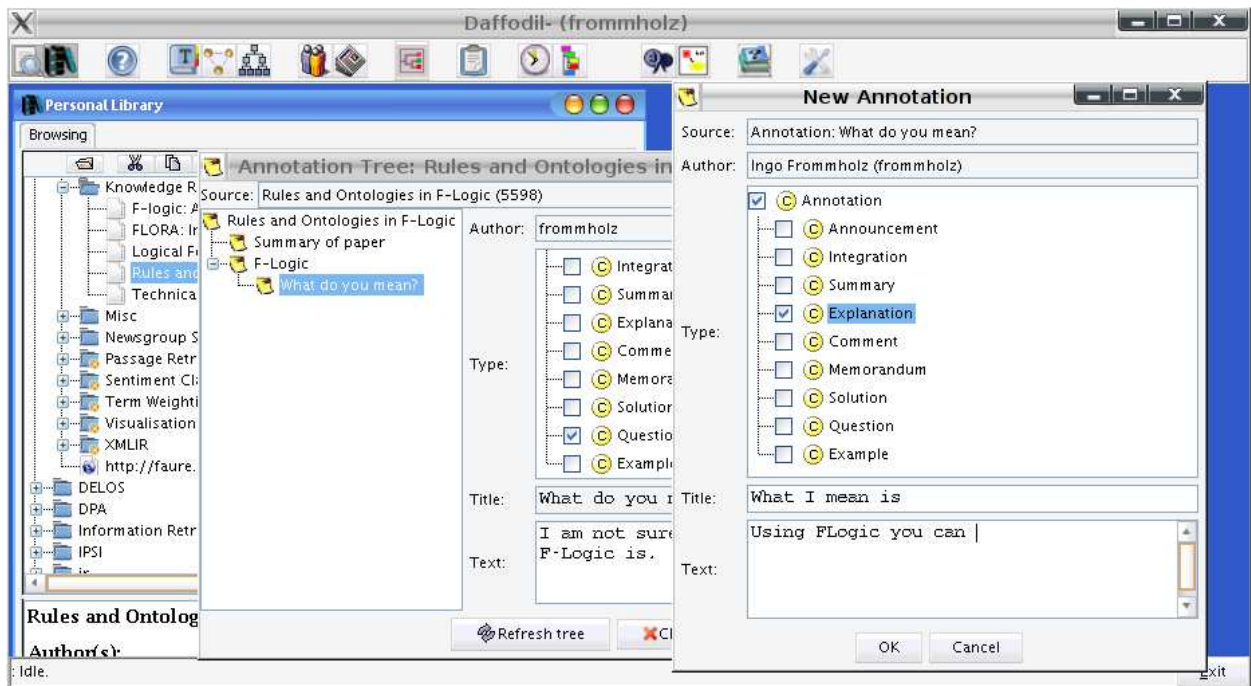 Daffodil- (frommholz)
Personal Library
Browsing
Knowledge R
F-logic: A
FLORA: Ir
Logical F
Rules and
Technica
Misc
Newsgroup S
Passage Retr
Sentiment Cl
Term Weighti
Visualisation
XMLIR
http://faure.
DELOS
DPA
Information Retr
IPSI
ir
Rules and Ontolog
Author(s):
: Idle.
Exit
Annotation Tree: Rules and Ontologies in
Source: Rules and Ontologies in F-Logic (5598)
Rules and Ontologies in F-Logic
Summary of paper
F-Logic
What do you mean?
Author: frommholz
Type:
C Integrat
C Summar
C Explana
C Comme
C Memora
C Solution
C Questio
C Example
Title: What do you m
Text:
I am not sure
F-Logic is.
Refresh tree
Cl
New Annotation
Source: Annotation: What do you mean?
Author: Ingo Frommholz (frommholz)
Type:
C Annotation
C Announcement
C Integration
C Summary
C Explanation
C Comment
C Memorandum
C Solution
C Question
C Example
Title: What I mean is
Text:
Using FLogic you can
OK Cancel